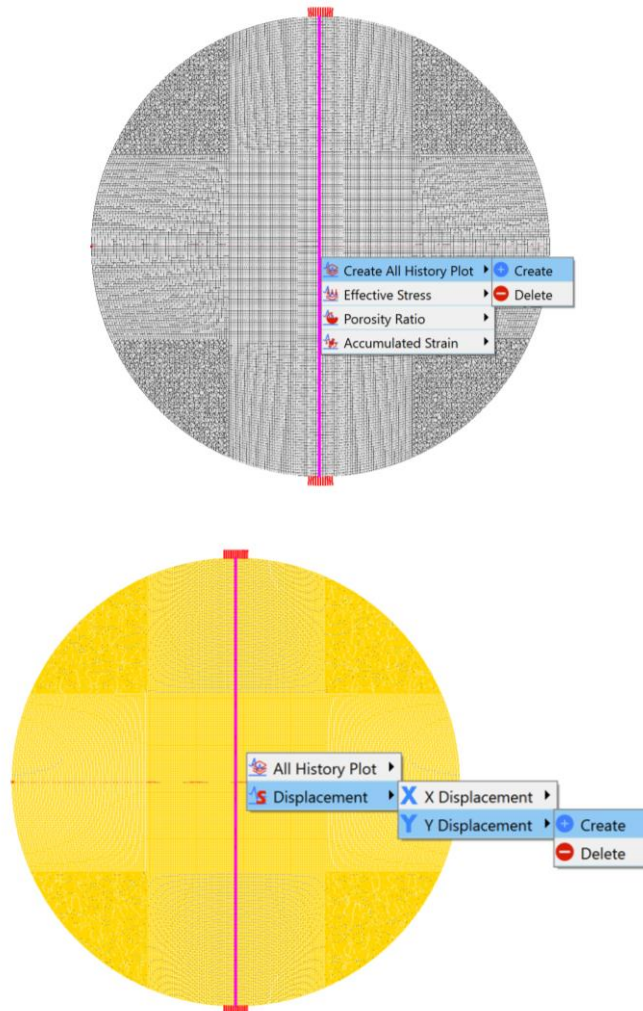 Create All History Plot
Create
Effective Stress
Delete
Porosity Ratio
Accumulated Strain
All History Plot
Displacement
X Displacement
Y Displacement
Create
Delete